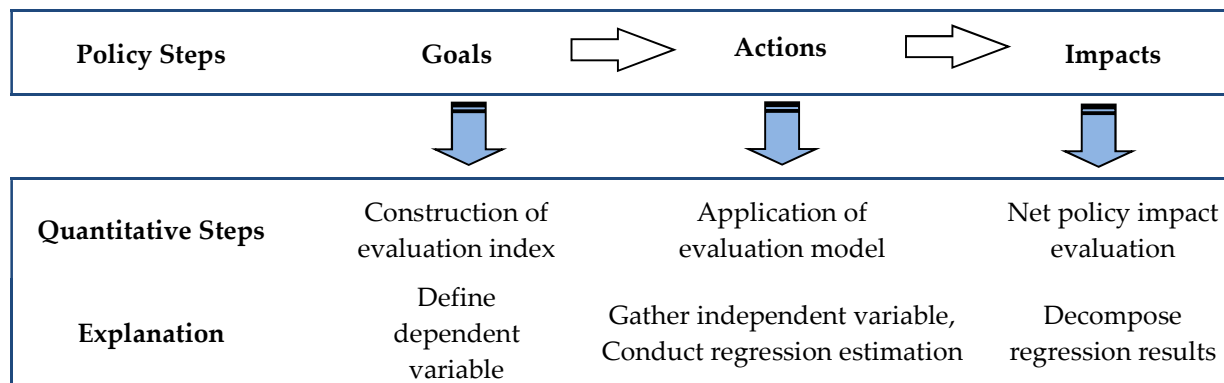 Policy Steps Goals Actions Impacts
Quantitative Steps
Construction of
evaluation index
Application of
evaluation model
Net policy impact
evaluation
Explanation
Define
dependent
variable
Gather independent variable,
Conduct regression estimation
Decompose
regression results